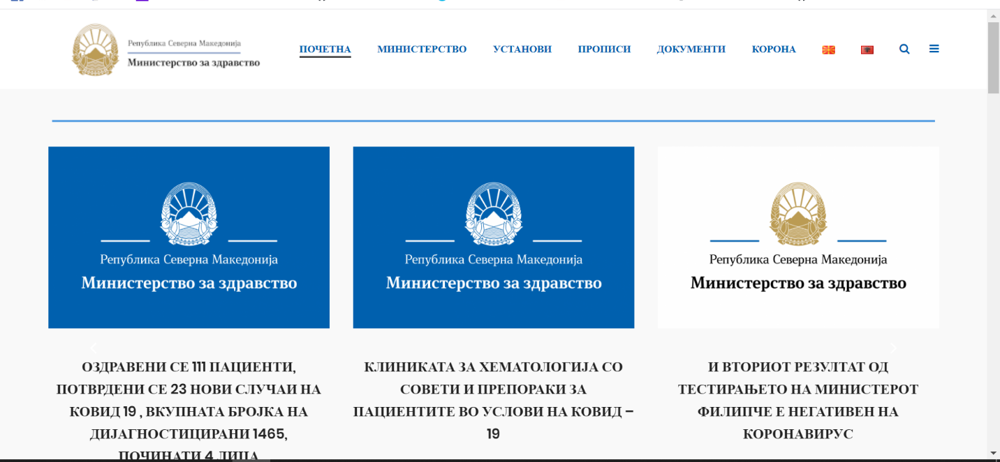 Република Северна Македонија
Министерство за здравство
ПОЧЕТНА МИНИСТЕРСТВО УСТАНОВИ ПРОПИСИ ДОКУМЕНТИ КОРОНА
Република Северна Македонија
Министерство за здравство
ОЗДРАВЕНИ СЕ 111 ПАЦИЕНТИ,
ПОТВРДЕНИ СЕ 23 НОВИ СЛУЧАИ НА
КОВИД 19 , ВКУПНАТА БРОЈКА НА
ДИЈАГНОСТИЦИРАНИ 1465,
ПОЧИНАТИ 4 ЛИЦА
Република Северна Македонија
Министерство за здравство
КЛИНИКАТА ЗА ХЕМАТОЛОГИЈА СО
СОВЕТИ И ПРЕПОРАКИ ЗА
ПАЦИЕНТИТЕ ВО УСЛОВИ НА КОВИД –
19
Република Северна Македонија
Министерство за здравство
И ВТОРИОТ РЕЗУЛТАТ ОД
ТЕСТИРАЊЕТО НА МИНИСТЕРОТ
ФИЛИПЧЕ Е НЕГАТИВЕН НА
КОРОНАВИРУС